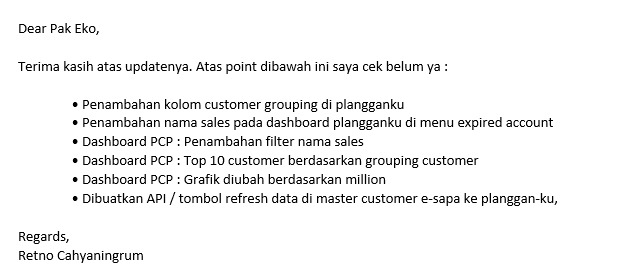 Dear Pak Eko,
Terima kasih atas updatenya. Atas point dibawah ini saya cek belum ya :
• Penambahan kolom customer grouping di plangganku
• Penambahan nama sales pada dashboard plangganku di menu expired account
• Dashboard PCP : Penambahan filter nama sales
• Dashboard PCP : Top 10 customer berdasarkan grouping customer
• Dashboard PCP : Grafik diubah berdasarkan million
• Dibuatkan API / tombol refresh data di master customer e-sapa ke planggan-ku,
Regards,
Retno Cahyaningrum